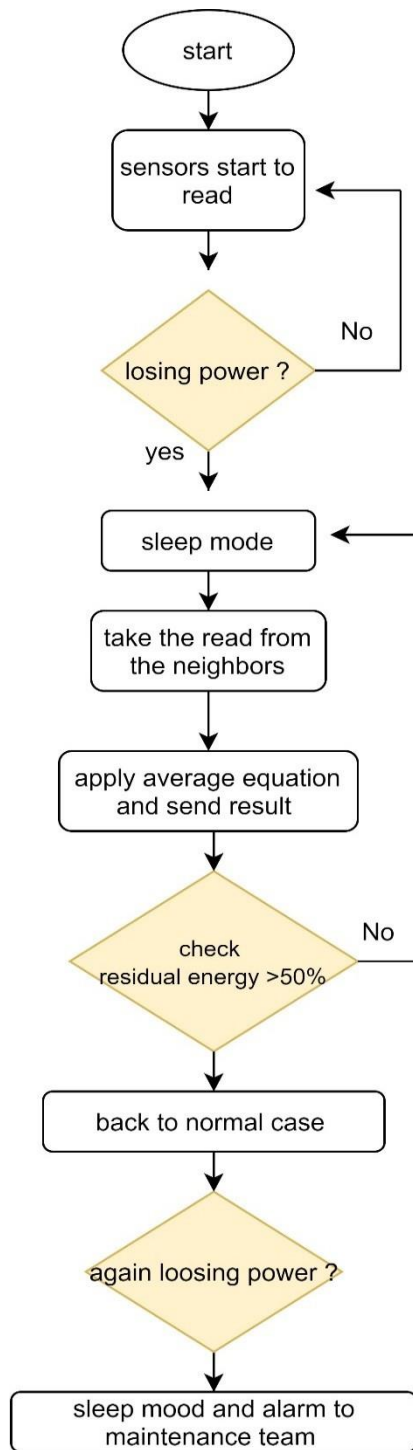 start
sensors start to
read
No
losing power ?
yes
sleep mode
take the read from
the neighbors
apply average equation
and send result
No
check
residual energy >50%
back to normal case
again loosing power ?
sleep mood and alarm to
maintenance team